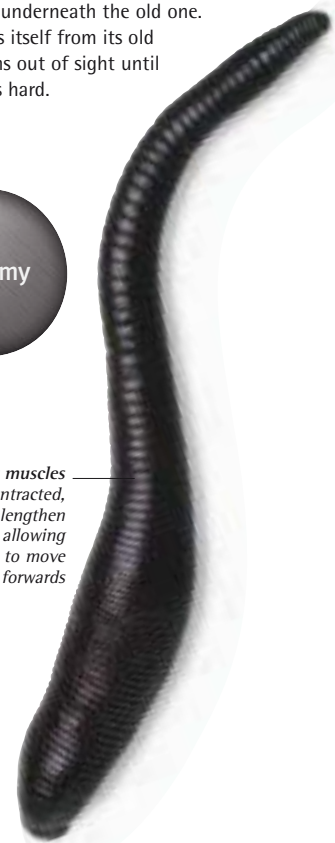 underneath the old one.
s itself from its old
ns out of sight until
s hard.
my
muscles
ntracted,
lengthen
allowing
to move
forwards